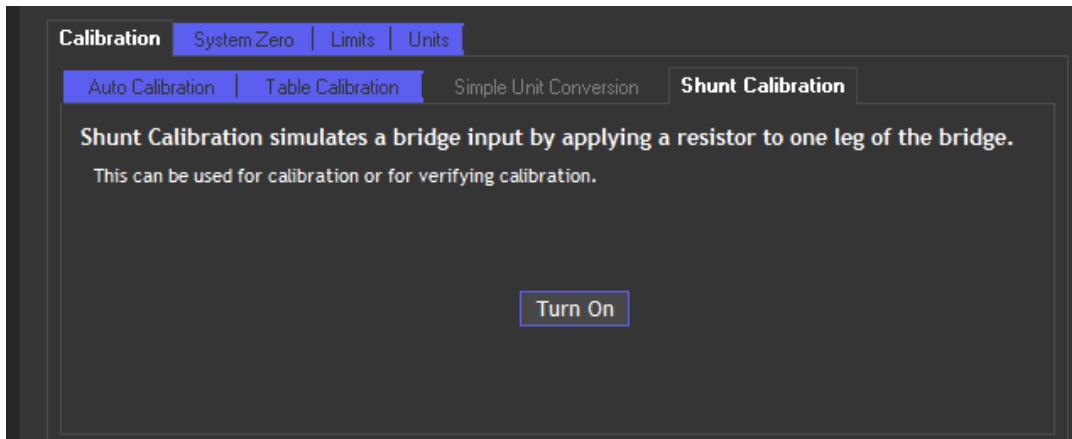 Calibration System Zero Limits Units
Auto Calibration Table Calibration Simple Unit Conversion Shunt Calibration
Shunt Calibration simulates a bridge input by applying a resistor to one leg of the bridge.
This can be used for calibration or for verifying calibration.
Turn On